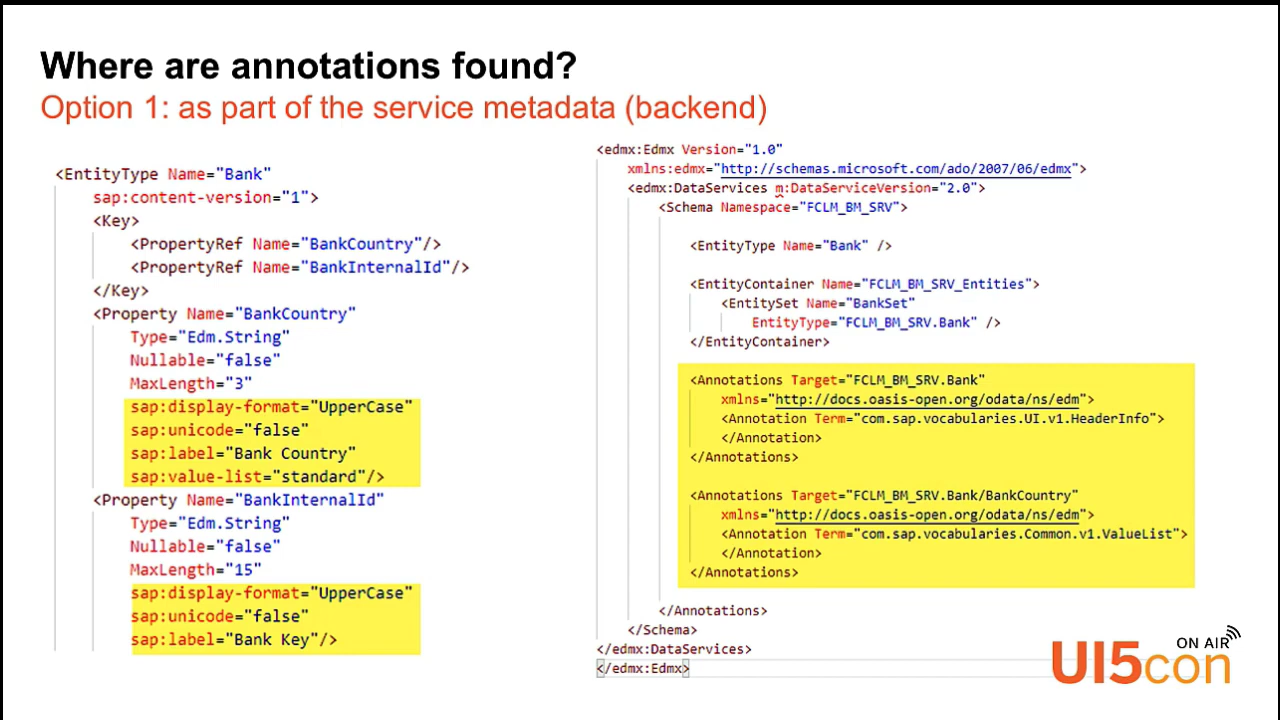 Where are annotations found?
Option 1: as part of the service metadata (backend)
<EntityType Name="Bank"
sap:content-version="1">
<Key>
<PropertyRef Name="BankCountry"/>
<PropertyRef Name="BankInternalId"/>
</Key>
<Property Name="BankCountry"
Type="Edm.String"
Nullable="false"
MaxLength="3"
sap:display-format="UpperCase"
sap:unicode="false"
sap:label="Bank Country"
sap:value-list="standard"/>
<Property Name="BankInternalId"
Type="Edm.String"
Nullable="false"
MaxLength="15"
sap:display-format="UpperCase"
sap:unicode="false"
sap:label="Bank Key"/>
<edmx:Edmx Version="1.0"
xmlns:edmx="http://schemas.microsoft.com/ado/2007/06/edmx">
<edmx:DataServices m:DataServiceVersion="2.0">
<Schema Namespace="FCLM_BM_SRV">
<EntityType Name="Bank" />
<EntityContainer Name="FCLM_BM_SRV_Entities">
<EntitySet Name="BankSet"
EntityType="FCLM_BM_SRV.Bank" />
</EntityContainer>
<Annotations Target="FCLM_BM_SRV.Bank"
xmlns="http://docs.oasis-open.org/odata/ns/edm">
<Annotation Term="com.sap.vocabularies.UI.v1.HeaderInfo">
</Annotation>
</Annotations>
<Annotations Target="FCLM_BM_SRV.Bank/BankCountry"
xmlns="http://docs.oasis-open.org/odata/ns/edm">
<Annotation Term="com.sap.vocabularies.Common.v1.ValueList">
</Annotation>
</Annotations>
</Annotations>
</Schema>
</edmx:DataServices>
</edmx:Edmx>
ON AIR
UI5con